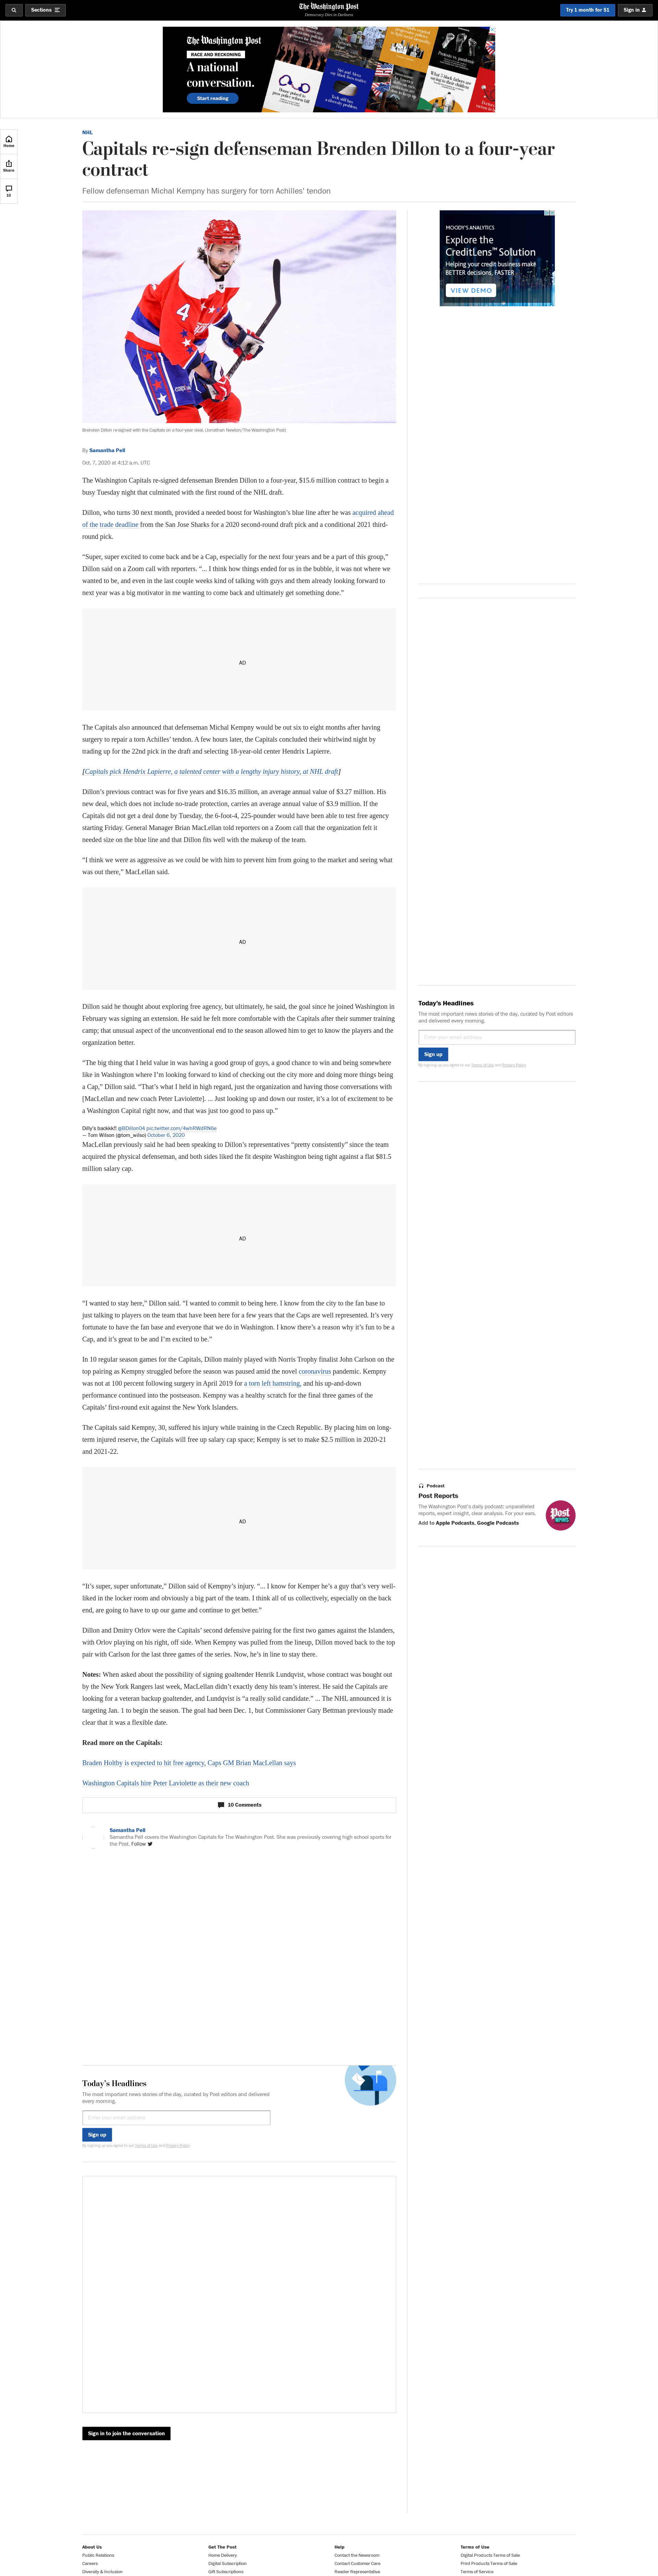 Sections
The Washington Post
Democracy Dies in Darkness
Try 1 month for $1
Sign in
The Washington Post
RACE AND RECKONING
A national
conversation.
Start reading
Home
Share
10
NHL
Capitals re-sign defenseman Brenden Dillon to a four-year
contract
Fellow defenseman Michal Kempny has surgery for torn Achilles' tendon
MOODY'S ANALYTICS
Explore the
CreditLens™ Solution
Helping your credit business make
BETTER decisions, FASTER
VIEW DEMO
Brenden Dillon re-signed with the Capitals on a four-year deal. (Jonathan Newton/The Washington Post)
By Samantha Pell
Oct. 7, 2020 at 4:12 a.m. UTC
The Washington Capitals re-signed defenseman Brenden Dillon to a four-year, $15.6 million contract to begin a
busy Tuesday night that culminated with the first round of the NHL draft.
Dillon, who turns 30 next month, provided a needed boost for Washington's blue line after he was acquired ahead
of the trade deadline from the San Jose Sharks for a 2020 second-round draft pick and a conditional 2021 third-
round pick.
“Super, super excited to come back and be a Cap, especially for the next four years and be a part of this group,”
Dillon said on a Zoom call with reporters. “... I think how things ended for us in the bubble, it was not where we
wanted to be, and even in the last couple weeks kind of talking with guys and them already looking forward to
next year was a big motivator in me wanting to come back and ultimately get something done.”
AD
The Capitals also announced that defenseman Michal Kempny would be out six to eight months after having
surgery to repair a torn Achilles' tendon. A few hours later, the Capitals concluded their whirlwind night by
trading up for the 22nd pick in the draft and selecting 18-year-old center Hendrix Lapierre.
[Capitals pick Hendrix Lapierre, a talented center with a lengthy injury history, at NHL draft]
Dillon's previous contract was for five years and $16.35 million, an average annual value of $3.27 million. His
new deal, which does not include no-trade protection, carries an average annual value of $3.9 million. If the
Capitals did not get a deal done by Tuesday, the 6-foot-4, 225-pounder would have been able to test free agency
starting Friday. General Manager Brian MacLellan told reporters on a Zoom call that the organization felt it
needed size on the blue line and that Dillon fits well with the makeup of the team.
“I think we were as aggressive as we could be with him to prevent him from going to the market and seeing what
was out there,” MacLellan said.
AD
Dillon said he thought about exploring free agency, but ultimately, he said, the goal since he joined Washington in
February was signing an extension. He said he felt more comfortable with the Capitals after their summer training
camp; that unusual aspect of the unconventional end to the season allowed him to get to know the players and the
organization better.
“The big thing that I held value in was having a good group of guys, a good chance to win and being somewhere
like in Washington where I'm looking forward to kind of checking out the city more and doing more things being
a Cap,” Dillon said. “That's what I held in high regard, just the organization and having those conversations with
[MacLellan and new coach Peter Laviolette]. ... Just looking up and down our roster, it's a lot of excitement to be
a Washington Capital right now, and that was just too good to pass up.”
Dilly's backkk!! @BDillon04 pic.twitter.com/4whRWdRN6e
— Tom Wilson (@tom_wilso) October 6, 2020
MacLellan previously said he had been speaking to Dillon's representatives “pretty consistently” since the team
acquired the physical defenseman, and both sides liked the fit despite Washington being tight against a flat $81.5
million salary cap.
AD
“I wanted to stay here,” Dillon said. “I wanted to commit to being here. I know from the city to the fan base to
just talking to players on the team that have been here for a few years that the Caps are well represented. It's very
fortunate to have the fan base and everyone that we do in Washington. I know there's a reason why it's fun to be a
Cap, and it's great to be and I'm excited to be.”
In 10 regular season games for the Capitals, Dillon mainly played with Norris Trophy finalist John Carlson on the
top pairing as Kempny struggled before the season was paused amid the novel coronavirus pandemic. Kempny
was not at 100 percent following surgery in April 2019 for a torn left hamstring, and his up-and-down
performance continued into the postseason. Kempny was a healthy scratch for the final three games of the
Capitals' first-round exit against the New York Islanders.
The Capitals said Kempny, 30, suffered his injury while training in the Czech Republic. By placing him on long-
term injured reserve, the Capitals will free up salary cap space; Kempny is set to make $2.5 million in 2020-21
and 2021-22.
AD
“It's super, super unfortunate,” Dillon said of Kempny's injury. “... I know for Kemper he's a guy that's very well-
liked in the locker room and obviously a big part of the team. I think all of us collectively, especially on the back
end, are going to have to up our game and continue to get better.”
Dillon and Dmitry Orlov were the Capitals' second defensive pairing for the first two games against the Islanders,
with Orlov playing on his right, off side. When Kempny was pulled from the lineup, Dillon moved back to the top
pair with Carlson for the last three games of the series. Now, he's in line to stay there.
Notes: When asked about the possibility of signing goaltender Henrik Lundqvist, whose contract was bought out
by the New York Rangers last week, MacLellan didn't exactly deny his team's interest. He said the Capitals are
looking for a veteran backup goaltender, and Lundqvist is “a really solid candidate.” ... The NHL announced it is
targeting Jan. 1 to begin the season. The goal had been Dec. 1, but Commissioner Gary Bettman previously made
clear that it was a flexible date.
Read more on the Capitals:
Braden Holtby is expected to hit free agency, Caps GM Brian MacLellan says
Washington Capitals hire Peter Laviolette as their new coach
10 Comments
Samantha Pell
Samantha Pell covers the Washington Capitals for The Washington Post. She was previously covering high school sports for
the Post. Follow
Today's Headlines
The most important news stories of the day, curated by Post editors
and delivered every morning.
Enter your email address
Sign up
By signing up you agree to our Terms of Use and Privacy Policy
Podcast
Post Reports
The Washington Post's daily podcast: unparalleled
reports, expert insight, clear analysis. For your ears.
Add to Apple Podcasts, Google Podcasts
Post
REPORTS
Today's Headlines
The most important news stories of the day, curated by Post editors and delivered
every morning.
Enter your email address
Sign up
By signing up you agree to our Terms of Use and Privacy Policy
Sign in to join the conversation
About Us
Public Relations
Careers
Diversity & Inclusion
Get The Post
Home Delivery
Digital Subscription
Gift Subscriptions
Help
Contact the Newsroom
Contact Customer Care
Reader Representative
Terms of Use
Digital Products Terms of Sale
Print Products Terms of Sale
Terms of Service